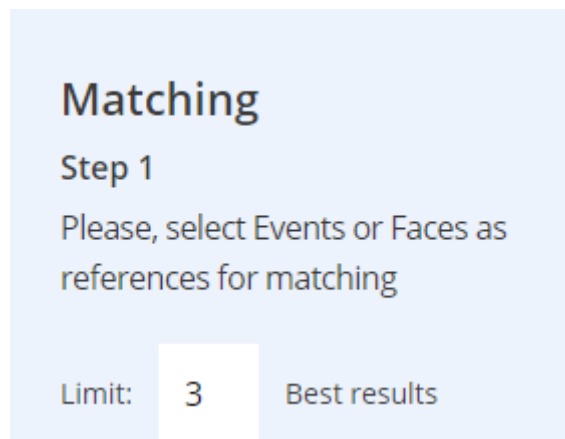 Matching
Step 1
Please, select Events or Faces as
references for matching
Limit: 3 Best results